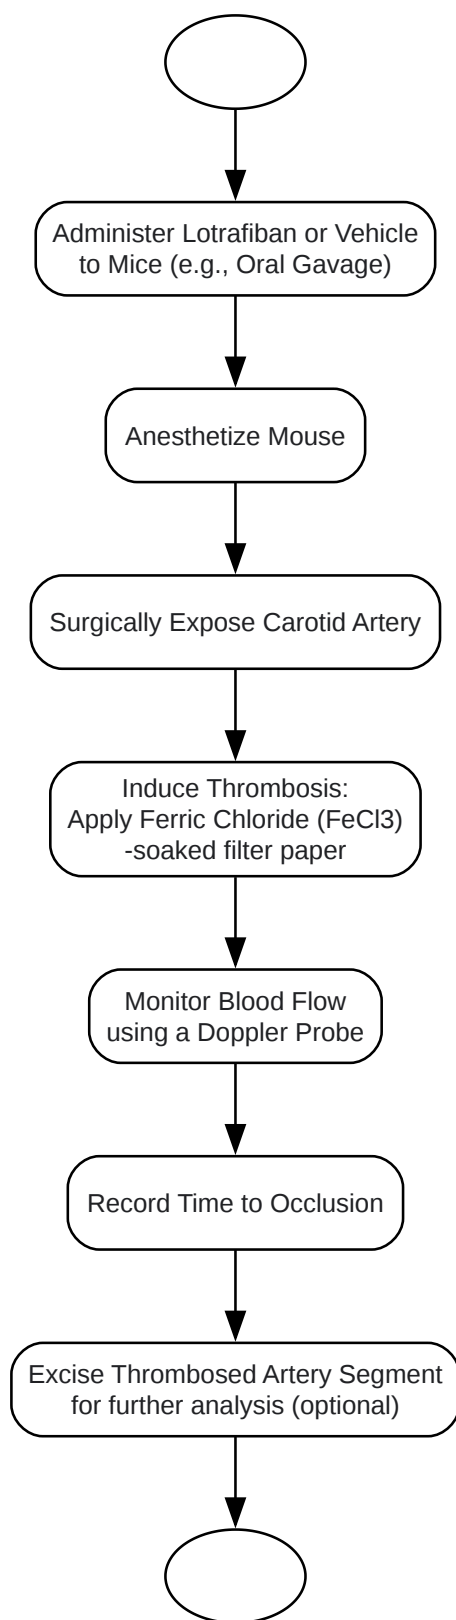 Administer Lotrafiban or Vehicle
to Mice (e.g., Oral Gavage)
Anesthetize Mouse
Surgically Expose Carotid Artery
Induce Thrombosis:
Apply Ferric Chloride (FeCl3)
-soaked filter paper
Monitor Blood Flow
using a Doppler Probe
Record Time to Occlusion
Excise Thrombosed Artery Segment
for further analysis (optional)